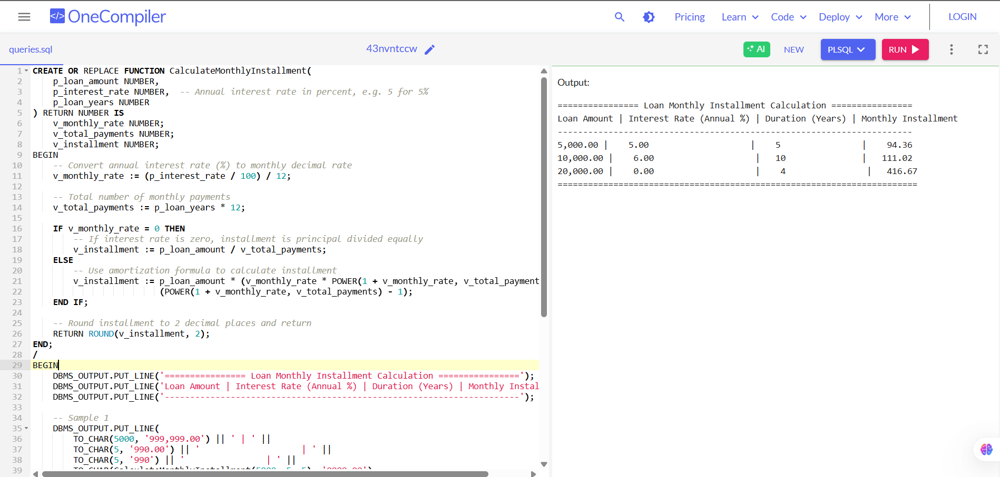 OneCompiler
Pricing Learn Code Deploy More LOGIN
queries.sql
43nvntccw
AI NEW PLSQL RUN
1 CREATE OR REPLACE FUNCTION CalculateMonthlyInstallment(
2 p_loan_amount NUMBER,
3 p_interest_rate NUMBER,  -- Annual interest rate in percent, e.g. 5 for 5%
4 p_loan_years NUMBER
5 ) RETURN NUMBER IS
6 v_monthly_rate NUMBER;
7 v_total_payments NUMBER;
8 v_installment NUMBER;
9 BEGIN
10 -- Convert annual interest rate (%) to monthly decimal rate
11 v_monthly_rate := (p_interest_rate / 100) / 12;
12
13 -- Total number of monthly payments
14 v_total_payments := p_loan_years * 12;
15
16 IF v_monthly_rate = 0 THEN
17 -- If interest rate is zero, installment is principal divided equally
18 v_installment := p_loan_amount / v_total_payments;
19 ELSE
20 -- Use amortization formula to calculate installment
21 v_installment := p_loan_amount * (v_monthly_rate * POWER(1 + v_monthly_rate, v_total_payment
22 (POWER(1 + v_monthly_rate, v_total_payments) - 1);
23 END IF;
24
25 -- Round installment to 2 decimal places and return
26 RETURN ROUND(v_installment, 2);
27 END;
28 /
29 BEGIN
30 DBMS_OUTPUT.PUT_LINE('================ Loan Monthly Installment Calculation ================');
31 DBMS_OUTPUT.PUT_LINE('Loan Amount | Interest Rate (Annual %) | Duration (Years) | Monthly Instal
32 DBMS_OUTPUT.PUT_LINE('----------------------------------------------------------------------');
33
34 -- Sample 1
35 DBMS_OUTPUT.PUT_LINE(
36 TO_CHAR(5000, '999,999.00') || ' | ' ||
37 TO_CHAR(5, '990.00') || '                    | ' ||
38 TO_CHAR(5, '990') || '                | ' ||
39 TO_CHAR(CalculateMonthlyInstallment(5000, 5, 5), '9990.00')
Output:
================ Loan Monthly Installment Calculation ================
Loan Amount | Interest Rate (Annual %) | Duration (Years) | Monthly Installment
----------------------------------------------------------------------
5,000.00 |    5.00                    |    5                |    94.36
10,000.00 |    6.00                    |   10               |   111.02
20,000.00 |    0.00                    |    4                |   416.67
=======================================================================